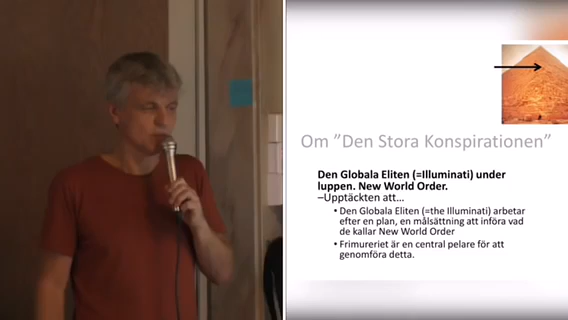 Om ”Den Stora Konspirationen”
Den Globala Eliten (=Illuminati) under
luppen. New World Order.
–Upptäckten att…
• Den Globala Eliten (=the Illuminati) arbetar
efter en plan, en målsättning att införa vad
de kallar New World Order
• Frimureriet är en central pelare för att
genomföra detta.